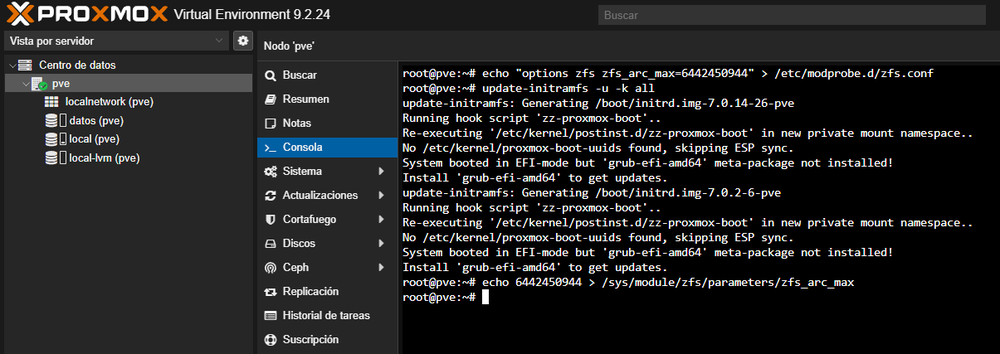 PROXMOX Virtual Environment 9.2.24
Buscar
Vista por servidor
Centro de datos
pve
localnetwork (pve)
datos (pve)
local (pve)
local-lvm (pve)
Nodo 'pve'
Buscar
Resumen
Notas
Consola
Sistema
Actualizaciones
Cortafuego
Discos
Ceph
Replicación
Historial de tareas
Suscripción
root@pve:~# echo "options zfs zfs_arc_max=6442450944" > /etc/modprobe.d/zfs.conf
root@pve:~# update-initramfs -u -k all
update-initramfs: Generating /boot/initrd.img-7.0.14-26-pve
Running hook script 'zz-proxmox-boot'..
Re-executing '/etc/kernel/postinst.d/zz-proxmox-boot' in new private mount namespace..
No /etc/kernel/proxmox-boot-uuids found, skipping ESP sync.
System booted in EFI-mode but 'grub-efi-amd64' meta-package not installed!
Install 'grub-efi-amd64' to get updates.
update-initramfs: Generating /boot/initrd.img-7.0.2-6-pve
Running hook script 'zz-proxmox-boot'..
Re-executing '/etc/kernel/postinst.d/zz-proxmox-boot' in new private mount namespace..
No /etc/kernel/proxmox-boot-uuids found, skipping ESP sync.
System booted in EFI-mode but 'grub-efi-amd64' meta-package not installed!
Install 'grub-efi-amd64' to get updates.
root@pve:~# echo 6442450944 > /sys/module/zfs/parameters/zfs_arc_max
root@pve:~#